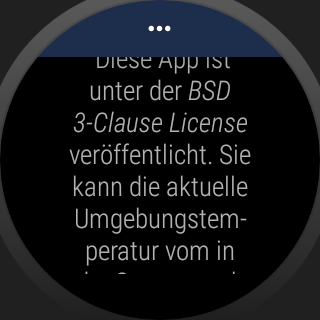 Diese App ist
unter der BSD
3-Clause License
veröffentlicht. Sie
kann die aktuelle
Umgebungstem-
peratur vom in